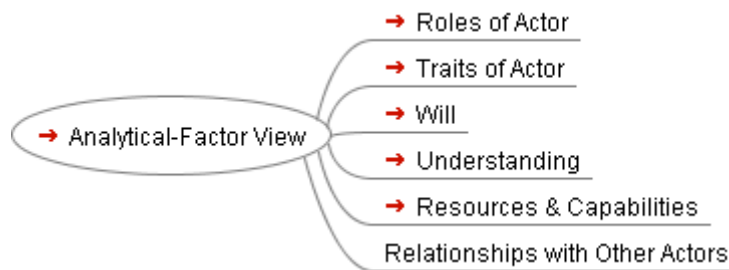 Roles of Actor
Traits of Actor
Will
Analytical-Factor View
Understanding
Resources & Capabilities
Relationships with Other Actors